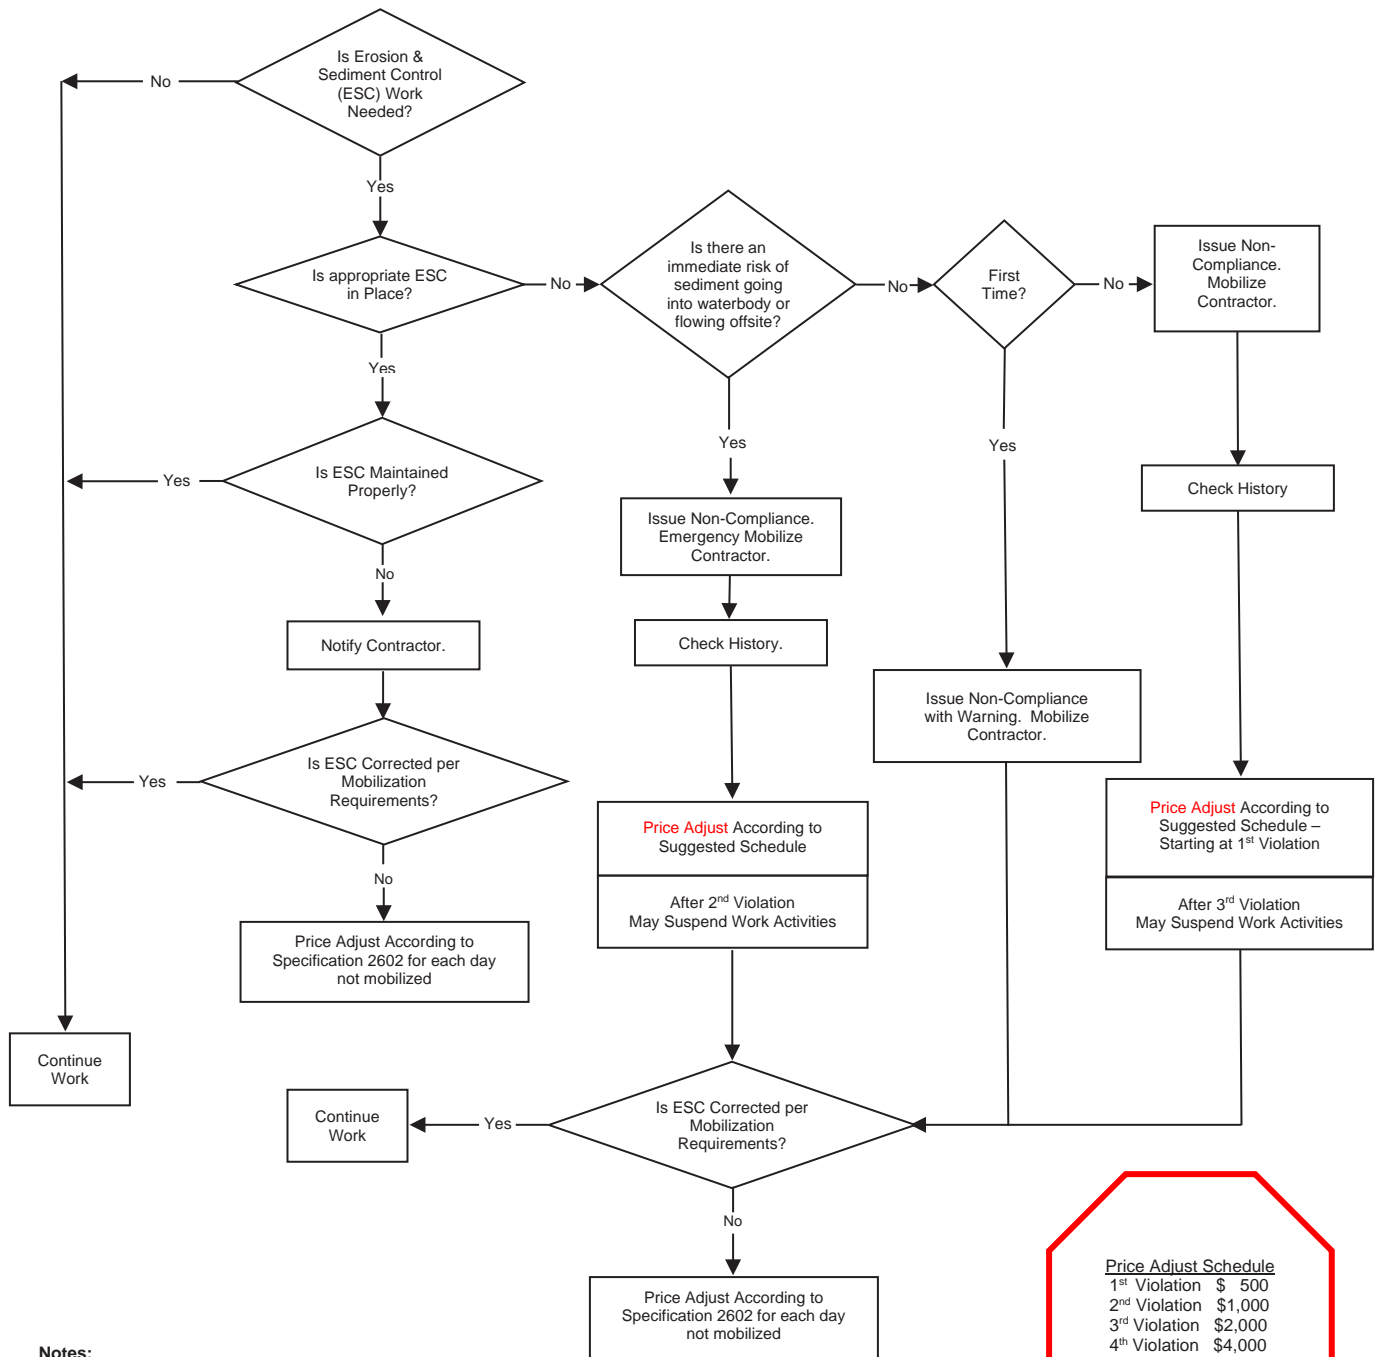 Is Erosion &
Sediment Control
(ESC) Work
Needed?
No
Yes
Is appropriate ESC
in Place?
No
Yes
Is there an
immediate risk of
sediment going
into waterbody or
flowing offsite?
No
Yes
First
Time?
No
Yes
Issue Non-
Compliance.
Mobilize
Contractor.
Check History
Is ESC Maintained
Properly?
Yes
No
Notify Contractor.
Is ESC Corrected per
Mobilization
Requirements?
Yes
No
Price Adjust According to
Specification 2602 for each day
not mobilized
Continue
Work
Issue Non-Compliance.
Emergency Mobilize
Contractor.
Check History.
Price Adjust According to
Suggested Schedule
After 2nd Violation
May Suspend Work Activities
Issue Non-Compliance
with Warning. Mobilize
Contractor.
Price Adjust According to
Suggested Schedule –
Starting at 1st Violation
After 3rd Violation
May Suspend Work Activities
Is ESC Corrected per
Mobilization
Requirements?
Yes
Continue
Work
No
Price Adjust According to
Specification 2602 for each day
not mobilized
Price Adjust Schedule
1st Violation $ 500
2nd Violation $1,000
3rd Violation $2,000
4th Violation $4,000
Notes: